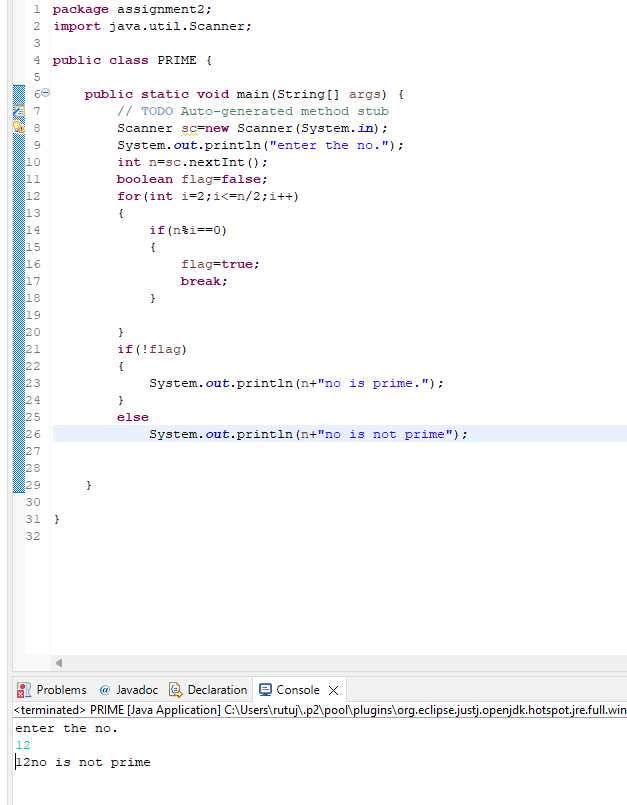 1 package assignment2;
2 import java.util.Scanner;
3
4 public class PRIME {
5
6 public static void main(String[] args) {
7 // TODO Auto-generated method stub
8 Scanner sc=new Scanner(System.in);
9 System.out.println("enter the no.");
10 int n=sc.nextInt();
11 boolean flag=false;
12 for(int i=2;i<=n/2;i++)
13 {
14 if(n%i==0)
15 {
16 flag=true;
17 break;
18 }
19
20 }
21 if(!flag)
22 {
23 System.out.println(n+"no is prime.");
24 }
25 else
26 System.out.println(n+"no is not prime");
27
28
29 }
30
31 }
32
Problems @ Javadoc Declaration Console
<terminated> PRIME [Java Application] C:\Users\rutuj\.p2\pool\plugins\org.eclipse.justj.openjdk.hotspot.jre.full.win
enter the no.
12
12no is not prime